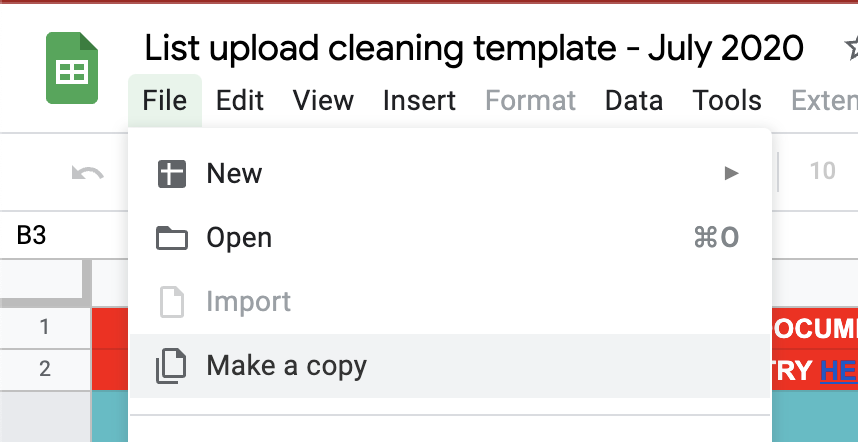 List upload cleaning template - July 2020
File Edit View Insert Format Data Tools
10
New
B3
Open ⌘O
Import
1
2 HE
Make a copy